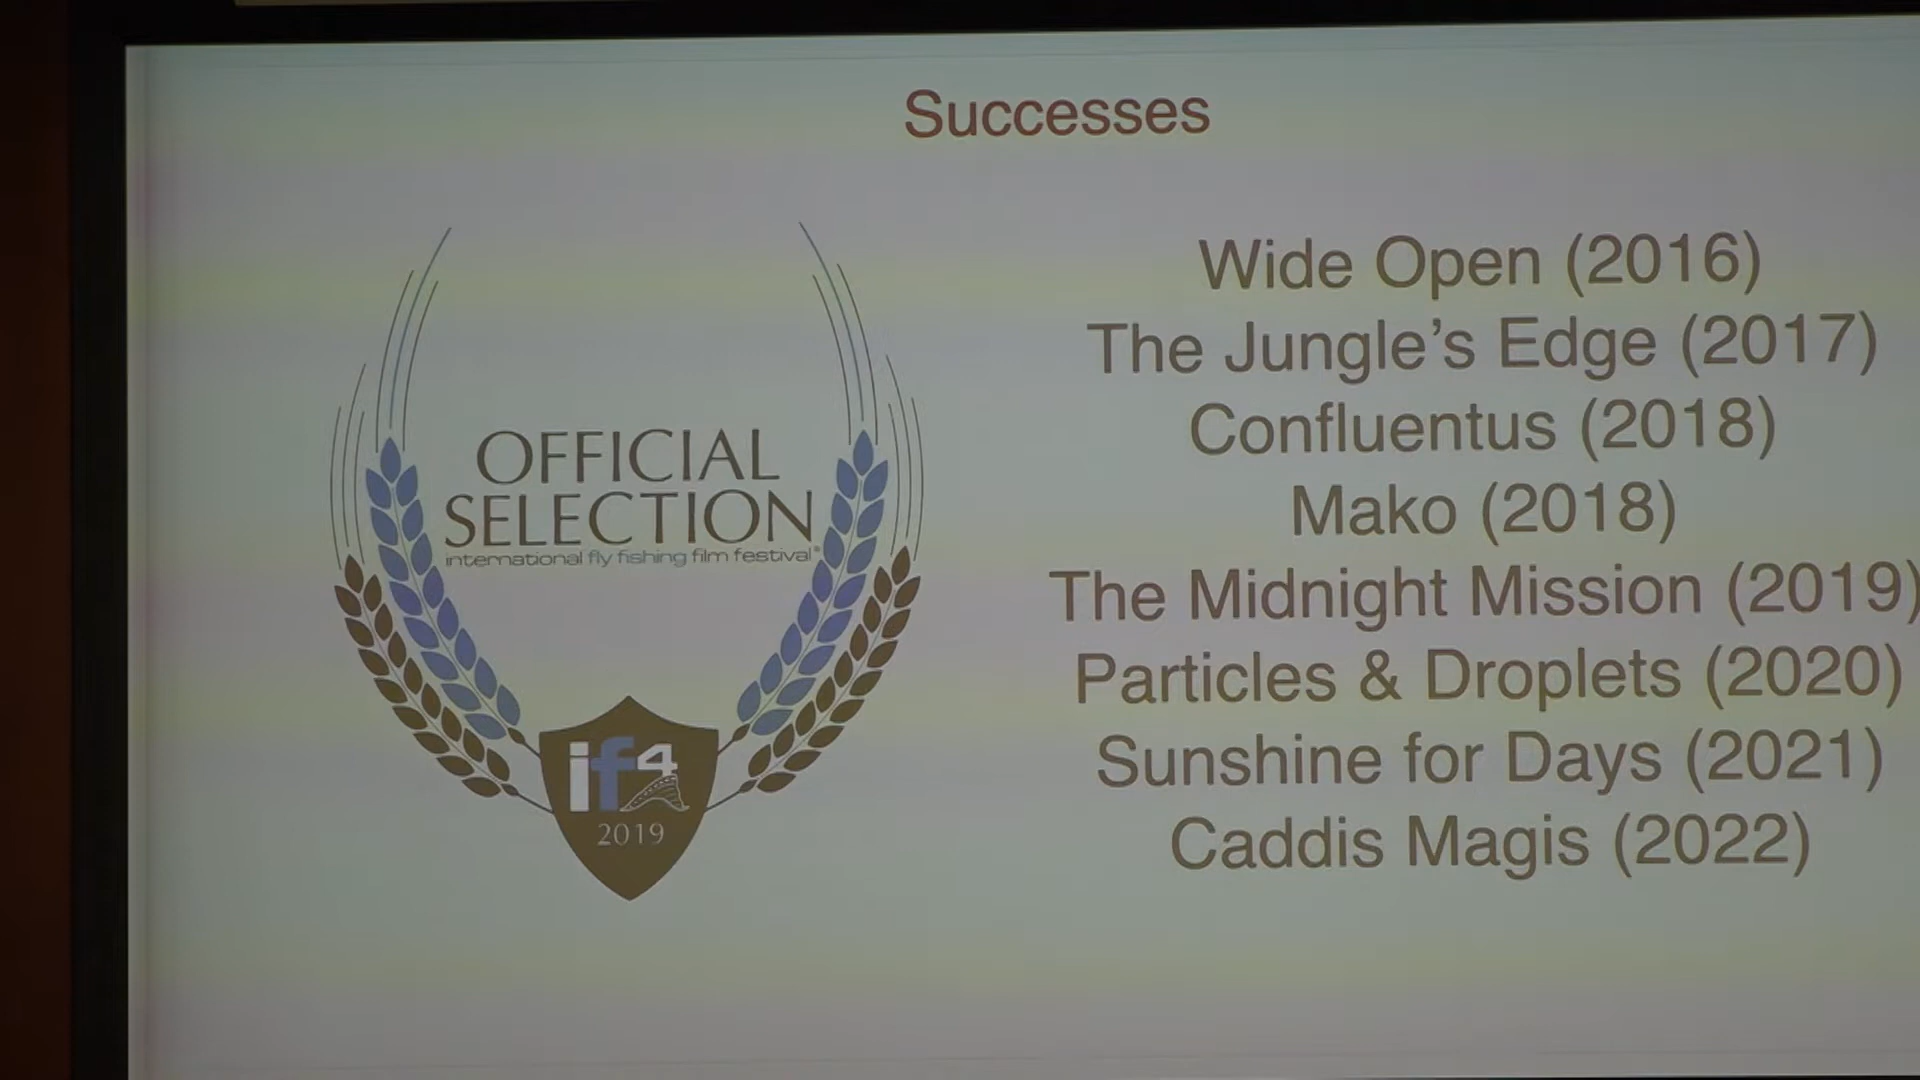 Successes
OFFICIAL
SELECTION
international fly fishing film festival®
if4
2019
Wide Open (2016)
The Jungle’s Edge (2017)
Confluentus (2018)
Mako (2018)
The Midnight Mission (2019)
Particles & Droplets (2020)
Sunshine for Days (2021)
Caddis Magis (2022)